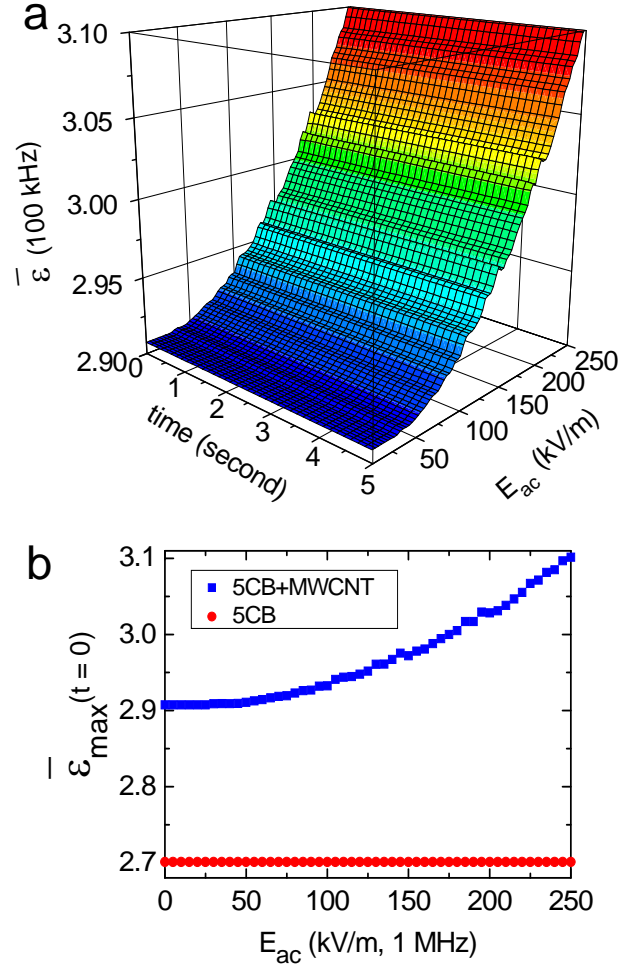 a
3.10
3.05
3.00
2.95
2.90
ε̄ (100 kHz)
0
1
2
3
4
5
time (second)
50
100
150
200
250
E_ac (kV/m)
b
3.1
3.0
2.9
2.8
2.7
ε̄_max(t = 0)
5CB+MWCNT
5CB
0 50 100 150 200 250
E_ac (kV/m, 1 MHz)